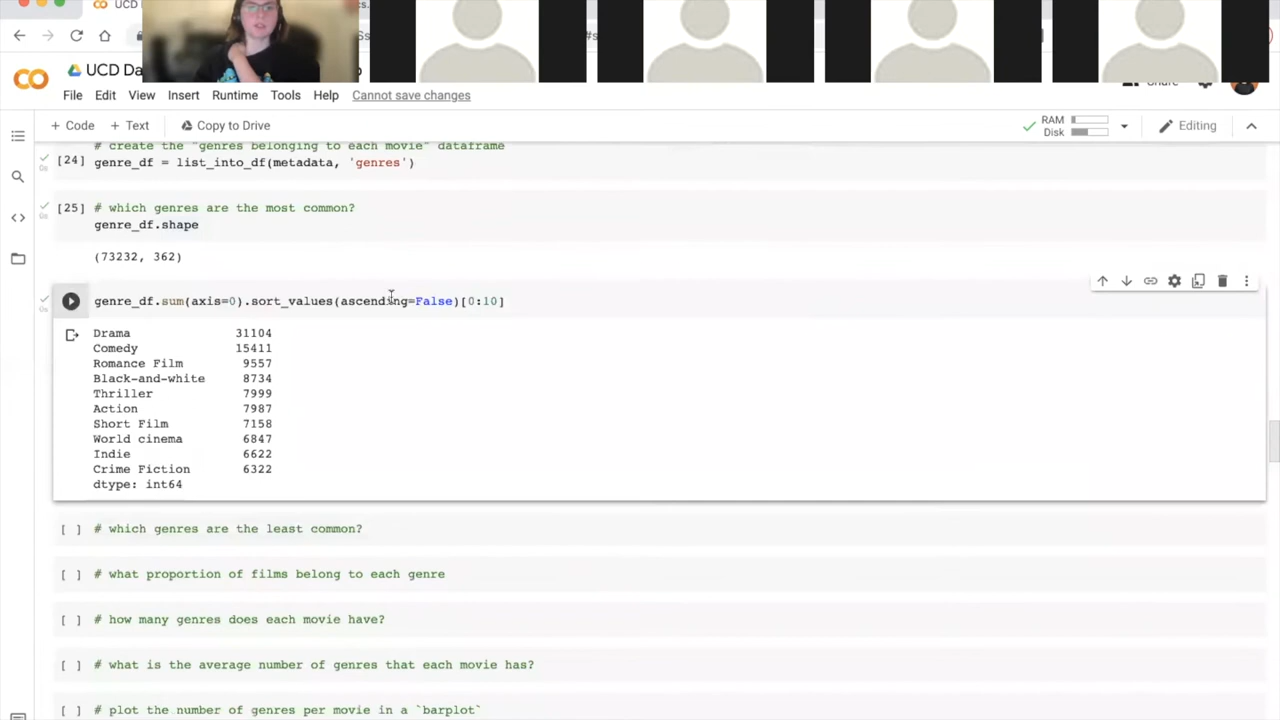 UCD Da
File Edit View Insert Runtime Tools Help Cannot save changes
+ Code + Text Copy to Drive
RAM
Disk
Editing
# create the "genres belonging to each movie" dataframe
[24] genre_df = list_into_df(metadata, 'genres')
0s
[25] # which genres are the most common?
0s genre_df.shape
(73232, 362)
genre_df.sum(axis=0).sort_values(ascending=False)[0:10]
0s
Drama 31104
Comedy 15411
Romance Film 9557
Black-and-white 8734
Thriller 7999
Action 7987
Short Film 7158
World cinema 6847
Indie 6622
Crime Fiction 6322
dtype: int64
[ ] # which genres are the least common?
[ ] # what proportion of films belong to each genre
[ ] # how many genres does each movie have?
[ ] # what is the average number of genres that each movie has?
[ ] # plot the number of genres per movie in a `barplot`